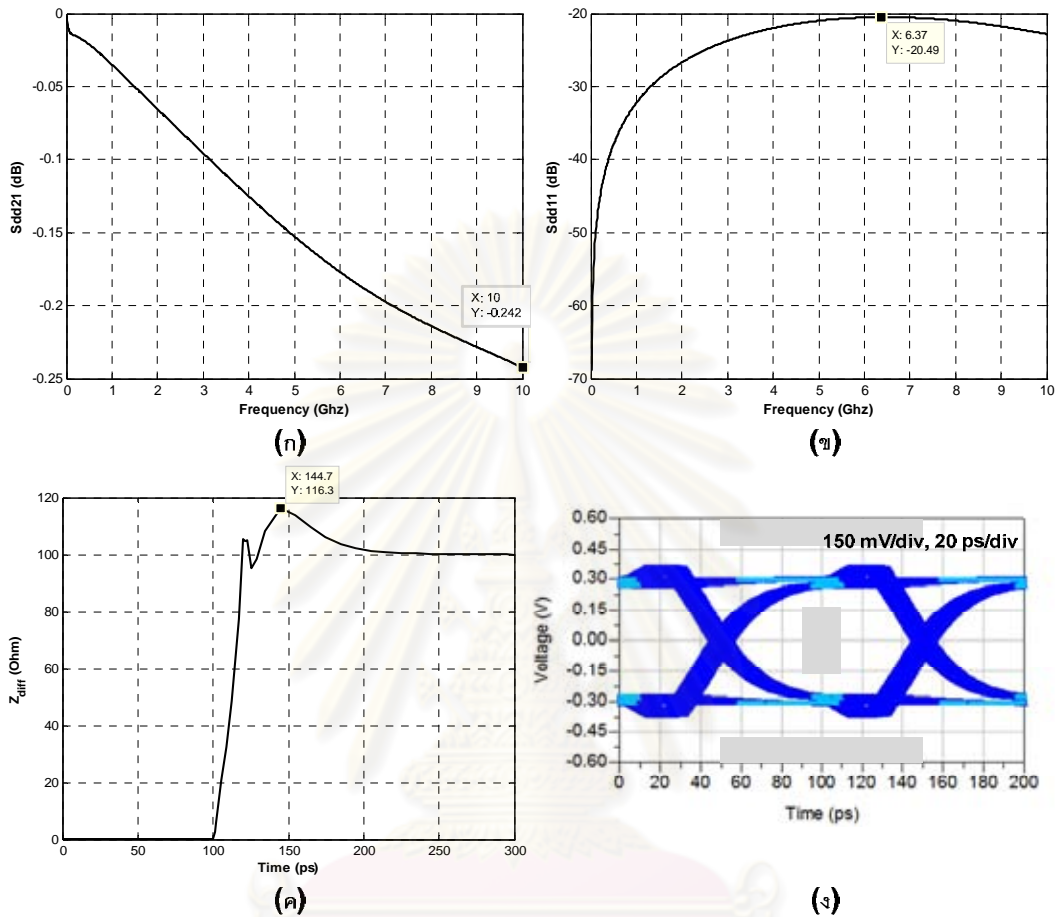 0
-0.05
-0.1
-0.15
-0.2
-0.25
Sdd21 (dB)
X: 10
Y: -0.242
0 1 2 3 4 5 6 7 8 9 10
Frequency (Ghz)
(ก)
-20
-30
-40
-50
-60
-70
Sdd11 (dB)
X: 6.37
Y: -20.49
0 1 2 3 4 5 6 7 8 9 10
Frequency (Ghz)
(ข)
120
100
80
60
40
20
0
Zdiff (Ohm)
X: 144.7
Y: 116.3
0 50 100 150 200 250 300
Time (ps)
(ค)
0.60
0.45
0.30
0.15
0.00
-0.15
-0.30
-0.45
-0.60
Voltage (V)
150 mV/div, 20 ps/div
0 20 40 60 80 100 120 140 160 180 200
Time (ps)
(ง)